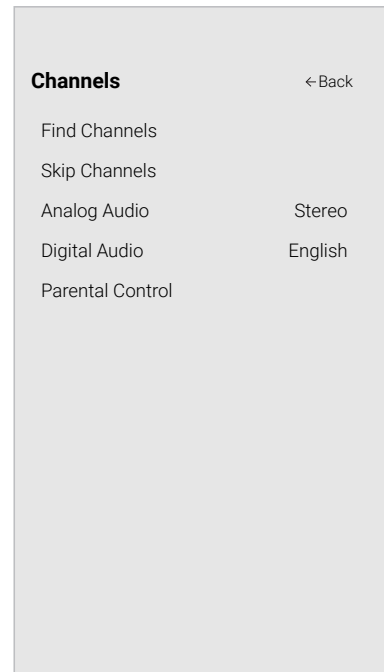 Channels ←Back
Find Channels
Skip Channels
Analog Audio Stereo
Digital Audio English
Parental Control